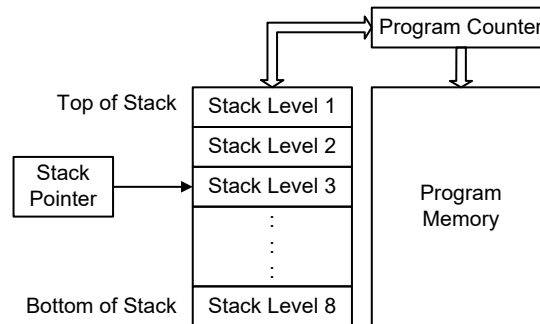 Program Counter
Top of Stack
Stack Level 1
Stack Level 2
Stack
Pointer
Stack Level 3
Program
Memory
:
:
:
Bottom of Stack
Stack Level 8